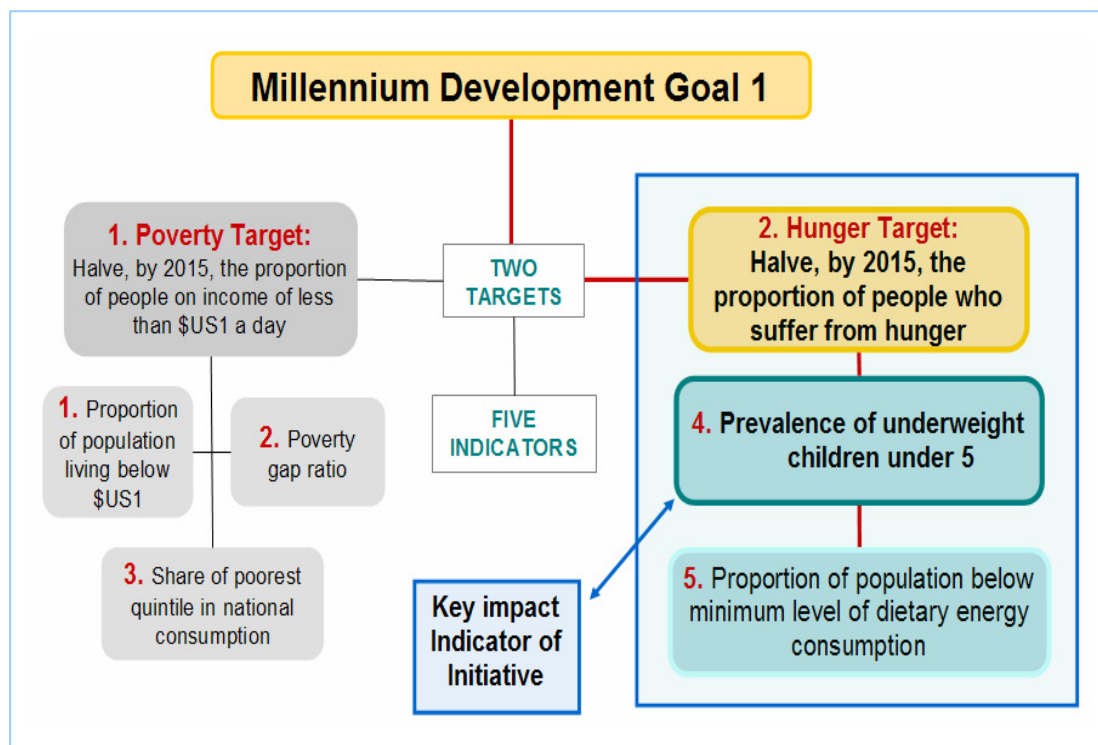 Millennium Development Goal 1
1. Poverty Target:
Halve, by 2015, the proportion
of people on income of less
than $US1 a day
TWO
TARGETS
2. Hunger Target:
Halve, by 2015, the
proportion of people who
suffer from hunger
1. Proportion
of population
living below
$US1
2. Poverty
gap ratio
FIVE
INDICATORS
4. Prevalence of underweight
children under 5
3. Share of poorest
quintile in national
consumption
Key impact
Indicator of
Initiative
5. Proportion of population below
minimum level of dietary energy
consumption